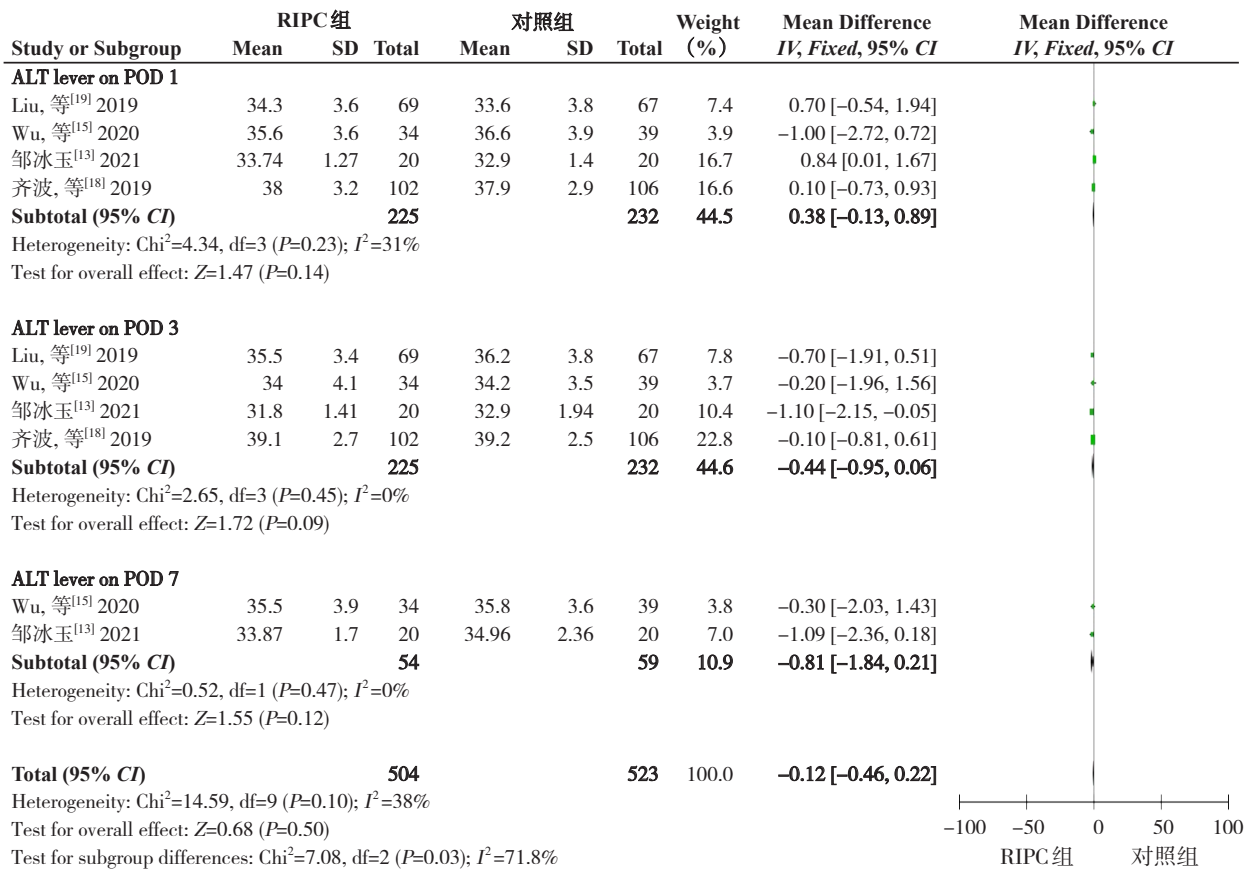 RIPC组 对照组 Weight Mean Difference Mean Difference
Study or Subgroup Mean SD Total Mean SD Total （%） IV, Fixed, 95% CI IV, Fixed, 95% CI
ALT lever on POD 1
Liu, 等[19] 2019 34.3 3.6 69 33.6 3.8 67 7.4 0.70 [−0.54, 1.94]
Wu, 等[15] 2020 35.6 3.6 34 36.6 3.9 39 3.9 −1.00 [−2.72, 0.72]
邹冰玉[13] 2021 33.74 1.27 20 32.9 1.4 20 16.7 0.84 [0.01, 1.67]
齐波, 等[18] 2019 38 3.2 102 37.9 2.9 106 16.6 0.10 [−0.73, 0.93]
Subtotal (95% CI) 225 232 44.5 0.38 [−0.13, 0.89]
Heterogeneity: Chi²=4.34, df=3 (P=0.23); I²=31%
Test for overall effect: Z=1.47 (P=0.14)
ALT lever on POD 3
Liu, 等[19] 2019 35.5 3.4 69 36.2 3.8 67 7.8 −0.70 [−1.91, 0.51]
Wu, 等[15] 2020 34 4.1 34 34.2 3.5 39 3.7 −0.20 [−1.96, 1.56]
邹冰玉[13] 2021 31.8 1.41 20 32.9 1.94 20 10.4 −1.10 [−2.15, −0.05]
齐波, 等[18] 2019 39.1 2.7 102 39.2 2.5 106 22.8 −0.10 [−0.81, 0.61]
Subtotal (95% CI) 225 232 44.6 −0.44 [−0.95, 0.06]
Heterogeneity: Chi²=2.65, df=3 (P=0.45); I²=0%
Test for overall effect: Z=1.72 (P=0.09)
ALT lever on POD 7
Wu, 等[15] 2020 35.5 3.9 34 35.8 3.6 39 3.8 −0.30 [−2.03, 1.43]
邹冰玉[13] 2021 33.87 1.7 20 34.96 2.36 20 7.0 −1.09 [−2.36, 0.18]
Subtotal (95% CI) 54 59 10.9 −0.81 [−1.84, 0.21]
Heterogeneity: Chi²=0.52, df=1 (P=0.47); I²=0%
Test for overall effect: Z=1.55 (P=0.12)
Total (95% CI) 504 523 100.0 −0.12 [−0.46, 0.22]
Heterogeneity: Chi²=14.59, df=9 (P=0.10); I²=38%
Test for overall effect: Z=0.68 (P=0.50)
Test for subgroup differences: Chi²=7.08, df=2 (P=0.03); I²=71.8%
−100 −50 0 50 100
RIPC组 对照组